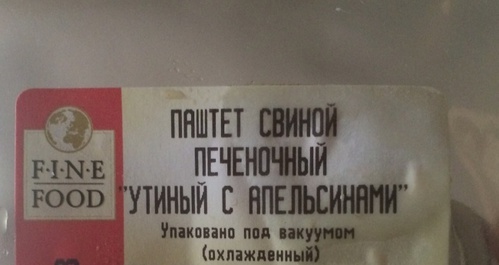 F·I·N·E
FOOD
ПАШТЕТ СВИНОЙ
ПЕЧЕНОЧНЫЙ
"УТИНЫЙ С АПЕЛЬСИНАМИ"
Упаковано под вакуумом
(охлажденный)